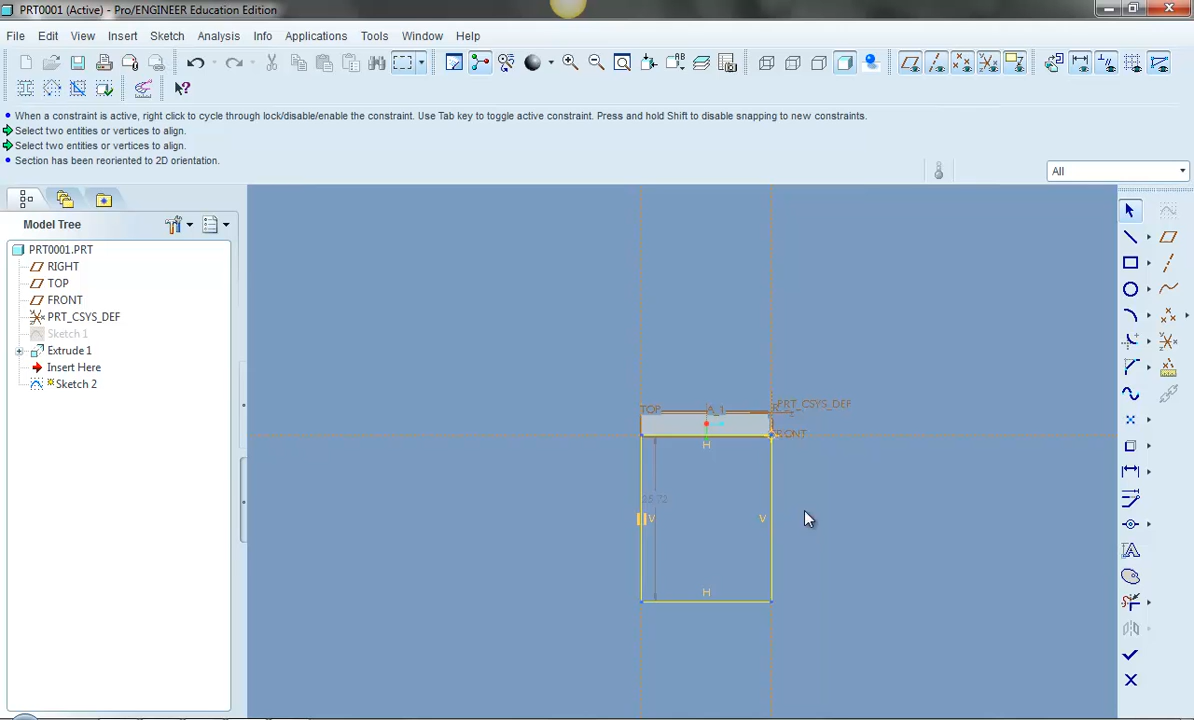 PRT0001 (Active) - Pro/ENGINEER Education Edition
File Edit View Insert Sketch Analysis Info Applications Tools Window Help
When a constraint is active, right click to cycle through lock/disable/enable the constraint. Use Tab key to toggle active constraint. Press and hold Shift to disable snapping to new constraints.
Select two entities or vertices to align.
Select two entities or vertices to align.
Section has been reoriented to 2D orientation.
All
Model Tree
PRT0001.PRT
RIGHT
TOP
FRONT
PRT_CSYS_DEF
Sketch 1
Extrude 1
Insert Here
Sketch 2
TOP A_1 PRT_CSYS_DEF
H
V V
H